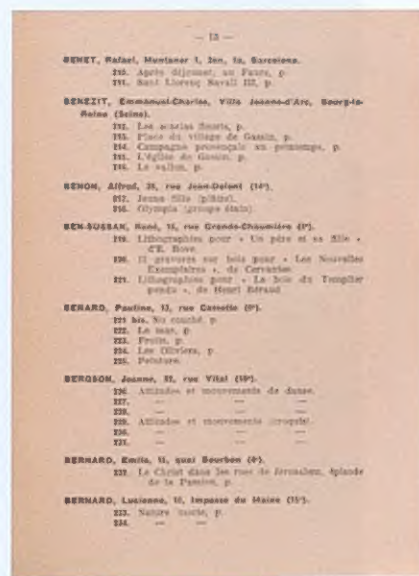 — 13 —
BENET, Rafael, Muntaner 1, 2en, 1a, Barcelona.
210. Après déjeuner, au Faure, p.
211. Sant Llorenç Savall III, p.
BENEZIT, Emmanuel-Charles, Villa Jeanne-d'Arc, Bourg-la-
Reine (Seine).
212. Les acacias fleuris, p.
213. Place du village de Gassin, p.
214. Campagne provençale au printemps, p.
215. L'église de Gassin, p.
216. Le vallon, p.
BENON, Alfred, 35, rue Jean-Dolent (14e).
217. Jeune fille (plâtre).
218. Olympia (groupe étain).
BEN-SUSSAN, René, 15, rue Grande-Chaumière (6e).
219. Lithographies pour « Un père et sa fille »
d'E. Bove.
220. 11 gravures sur bois pour « Les Nouvelles
Exemplaires », de Cervantes.
221. Lithographies pour « Le bois du Templier
pendu », de Henri Béraud.
BERARD, Pauline, 13, rue Cassette (6e).
221 bis. Nu couché, p.
222. Le mas, p.
223. Fruits, p.
224. Les Oliviers, p.
225. Peinture.
BERGSON, Jeanne, 32, rue Vital (16e).
226. Attitudes et mouvements de danse.
227. — — —
228. — — —
229. Attitudes et mouvements (croquis).
230. — — —
231. — — —
BERNARD, Emile, 15, quai Bourbon (4e).
232. Le Christ dans les rues de Jérusalem, épisode
de la Passion, p.
BERNARD, Lucienne, 10, Impasse du Maine (15e).
233. Nature morte, p.
234. — —